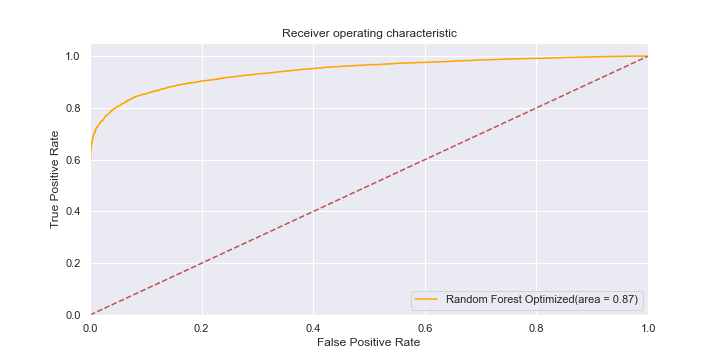 Receiver operating characteristic
True Positive Rate
1.0
0.8
0.6
0.4
0.2
0.0
0.0 0.2 0.4 0.6 0.8 1.0
False Positive Rate
Random Forest Optimized(area = 0.87)